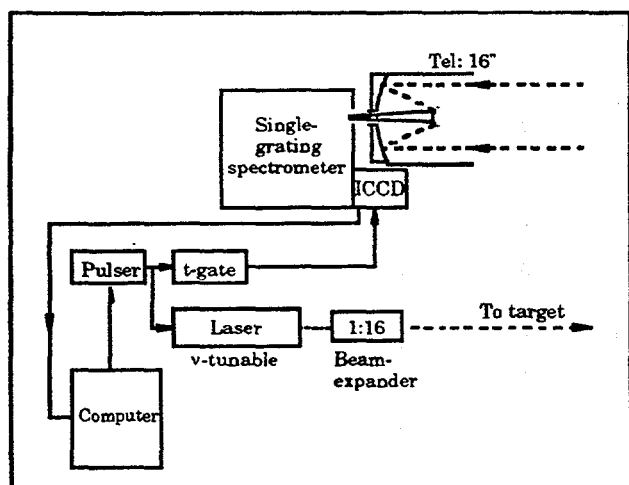 Tel: 16"
Single-
grating
spectrometer
ICCD
Pulser
t-gate
Laser
1:16
To target
ν-tunable
Beam-
expander
Computer